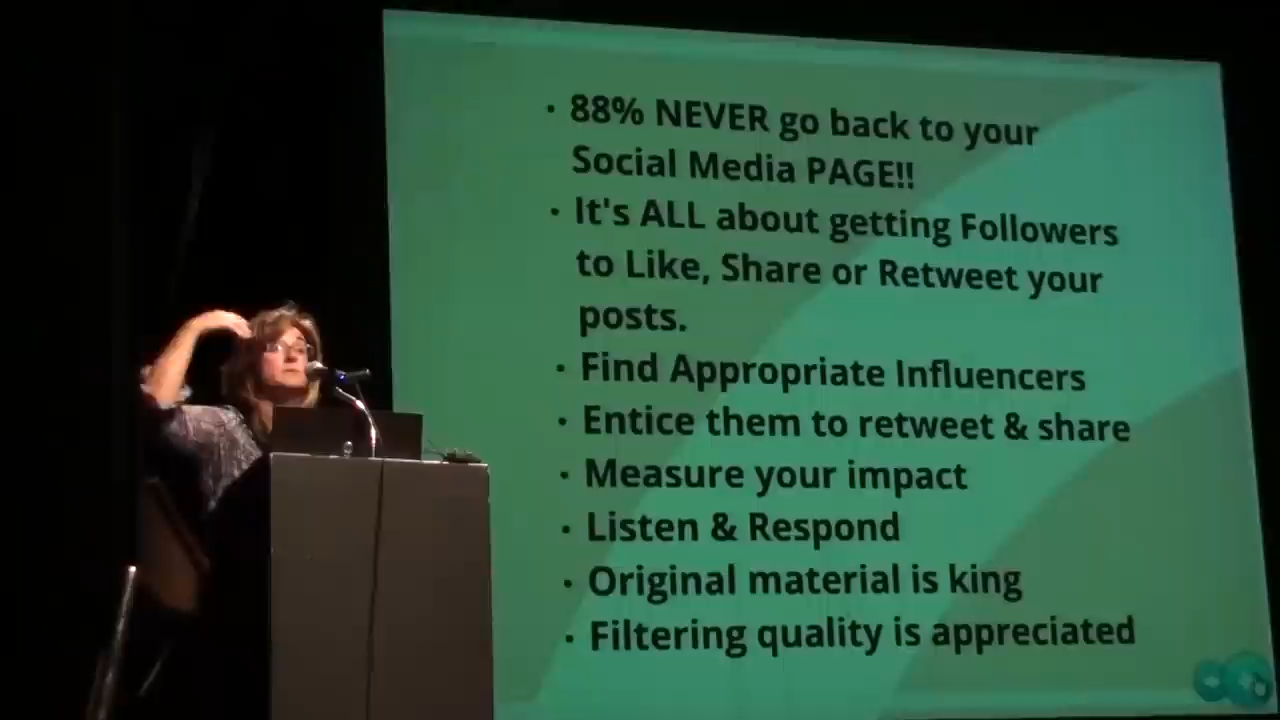 · 88% NEVER go back to your
Social Media PAGE!!
· It's ALL about getting Followers
to Like, Share or Retweet your
posts.
· Find Appropriate Influencers
· Entice them to retweet & share
· Measure your impact
· Listen & Respond
· Original material is king
· Filtering quality is appreciated